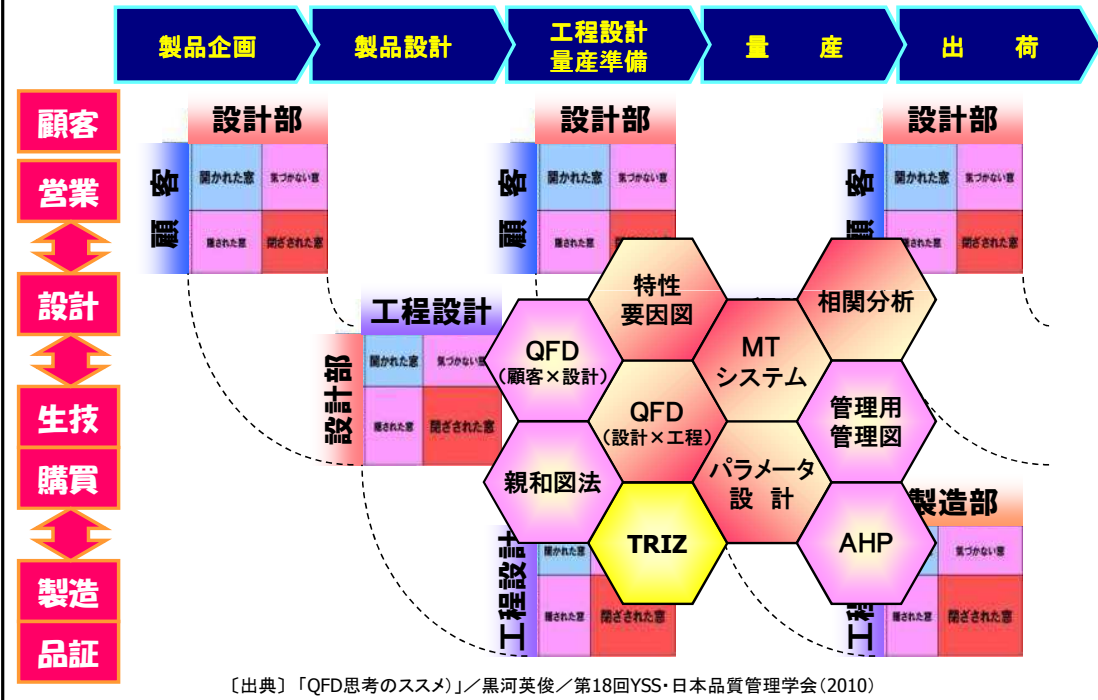 製品企画
製品設計
工程設計
量産準備
量 産
出 荷
顧客
営業
設計
生技
購買
製造
品証
設計部
顧 客
開かれた窓
気づかない窓
隠された窓
閉ざされた窓
設計部
顧 客
開かれた窓
気づかない窓
隠された窓
設計部
顧 客
開かれた窓
気づかない窓
隠された窓
閉ざされた窓
工程設計
設計部
開かれた窓
気づかない窓
隠された窓
閉ざされた窓
特性
要因図
相関分析
QFD
(顧客×設計)
MT
システム
QFD
(設計×工程)
管理用
管理図
親和図法
パラメータ
設 計
TRIZ
AHP
工程設計
開かれた窓
隠された窓
閉ざされた窓
製造部
気づかない窓
隠された窓
閉ざされた窓
〔出典〕「QFD思考のススメ)」／黒河英俊／第18回YSS・日本品質管理学会(2010)